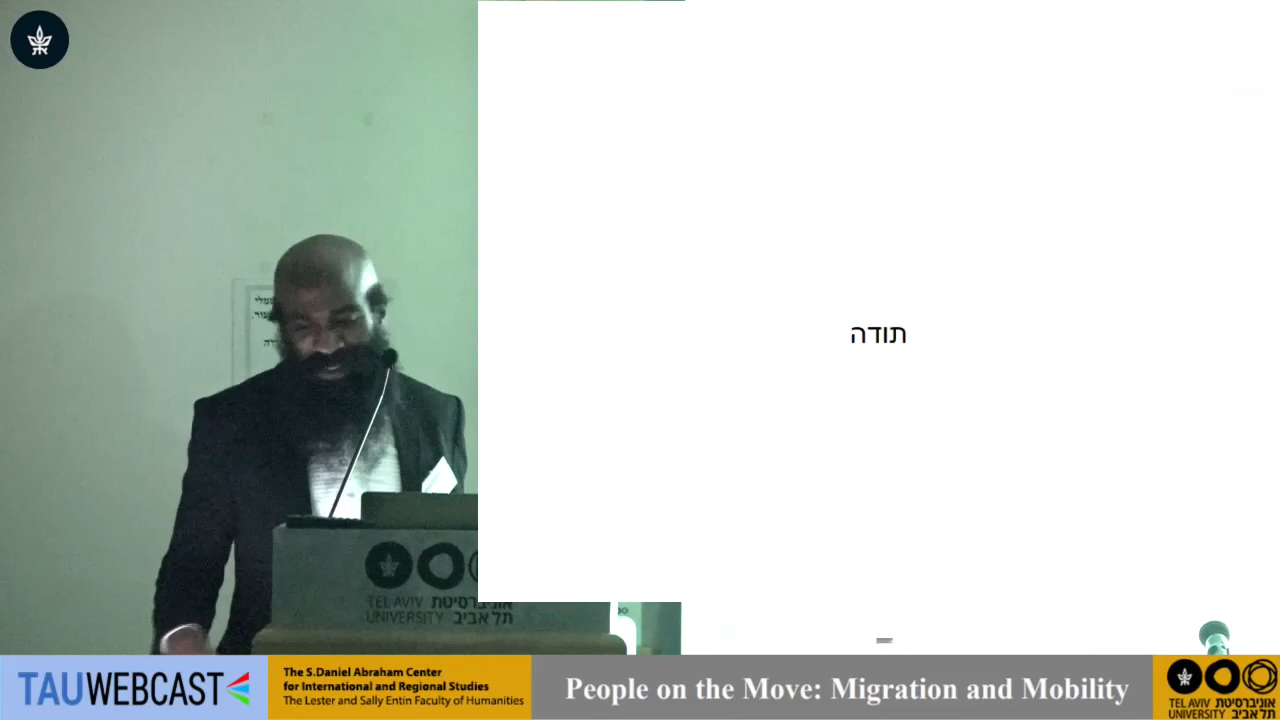 תודה
TEL AVIV אוניברסיטת
UNIVERSITY תל אביב
TAUWEBCAST
The S.Daniel Abraham Center
for International and Regional Studies
The Lester and Sally Entin Faculty of Humanities
People on the Move: Migration and Mobility
TEL AVIV אוניברסיטת
UNIVERSITY תל אביב